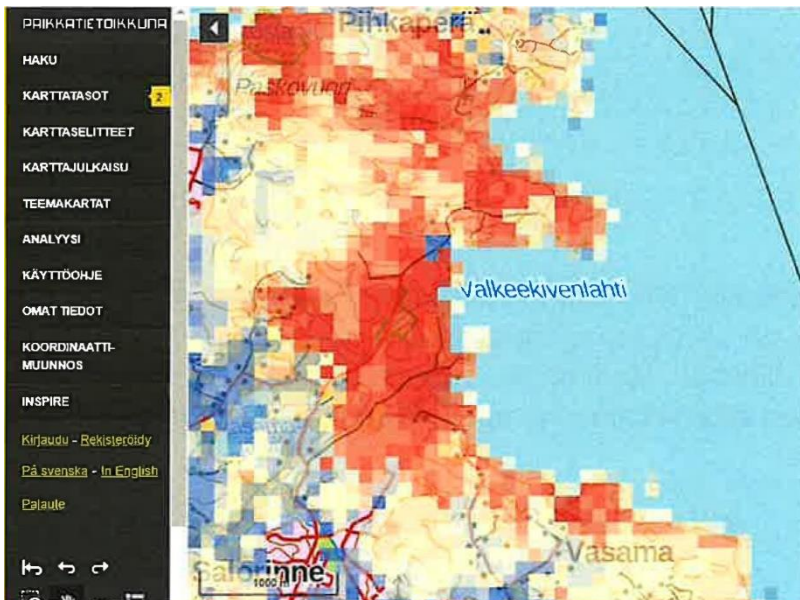 PAIKKATIETOIKKUNA
HAKU
KARTTATASOT 2
KARTTASELITTEET
KARTTAJULKAISU
TEEMAKARTAT
ANALYYSI
KÄYTTÖOHJE
OMAT TIEDOT
KOORDINAATTI-
MUUNNOS
INSPIRE
Kirjaudu - Rekisteröidy
På svenska - In English
Palaute
Pihkaperä
Paskovuori
Valkeekivenlahti
Vasama
Salorinne
1000 m